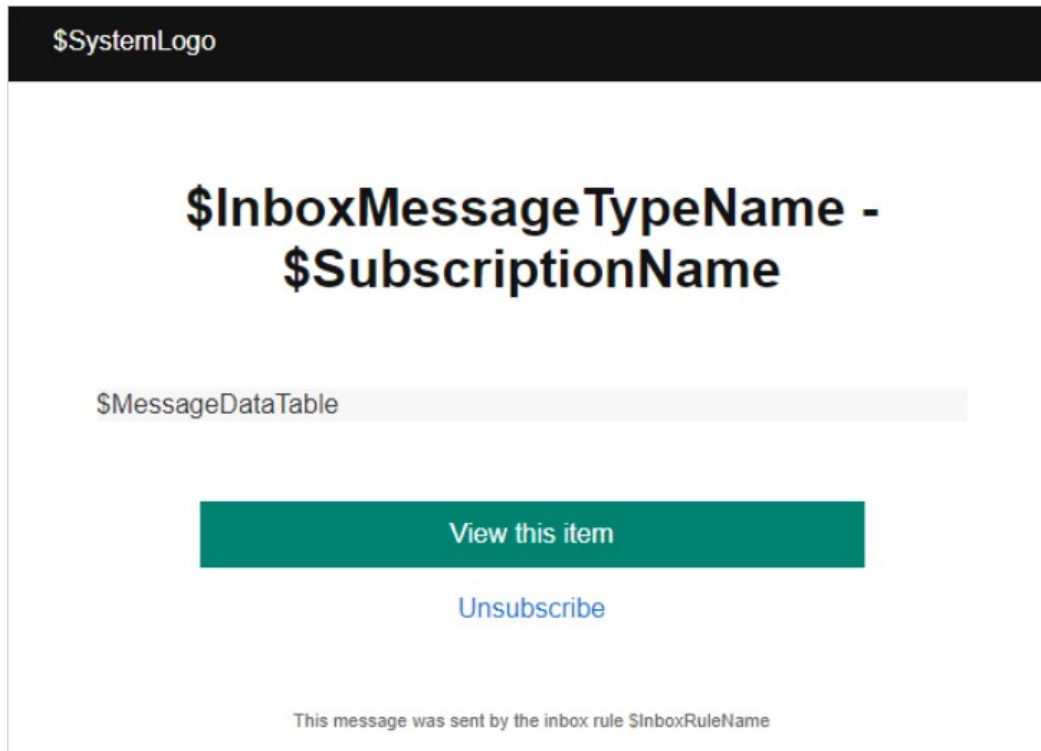 $SystemLogo
$InboxMessageTypeName -
$SubscriptionName
$MessageDataTable
View this item
Unsubscribe
This message was sent by the inbox rule $InboxRuleName